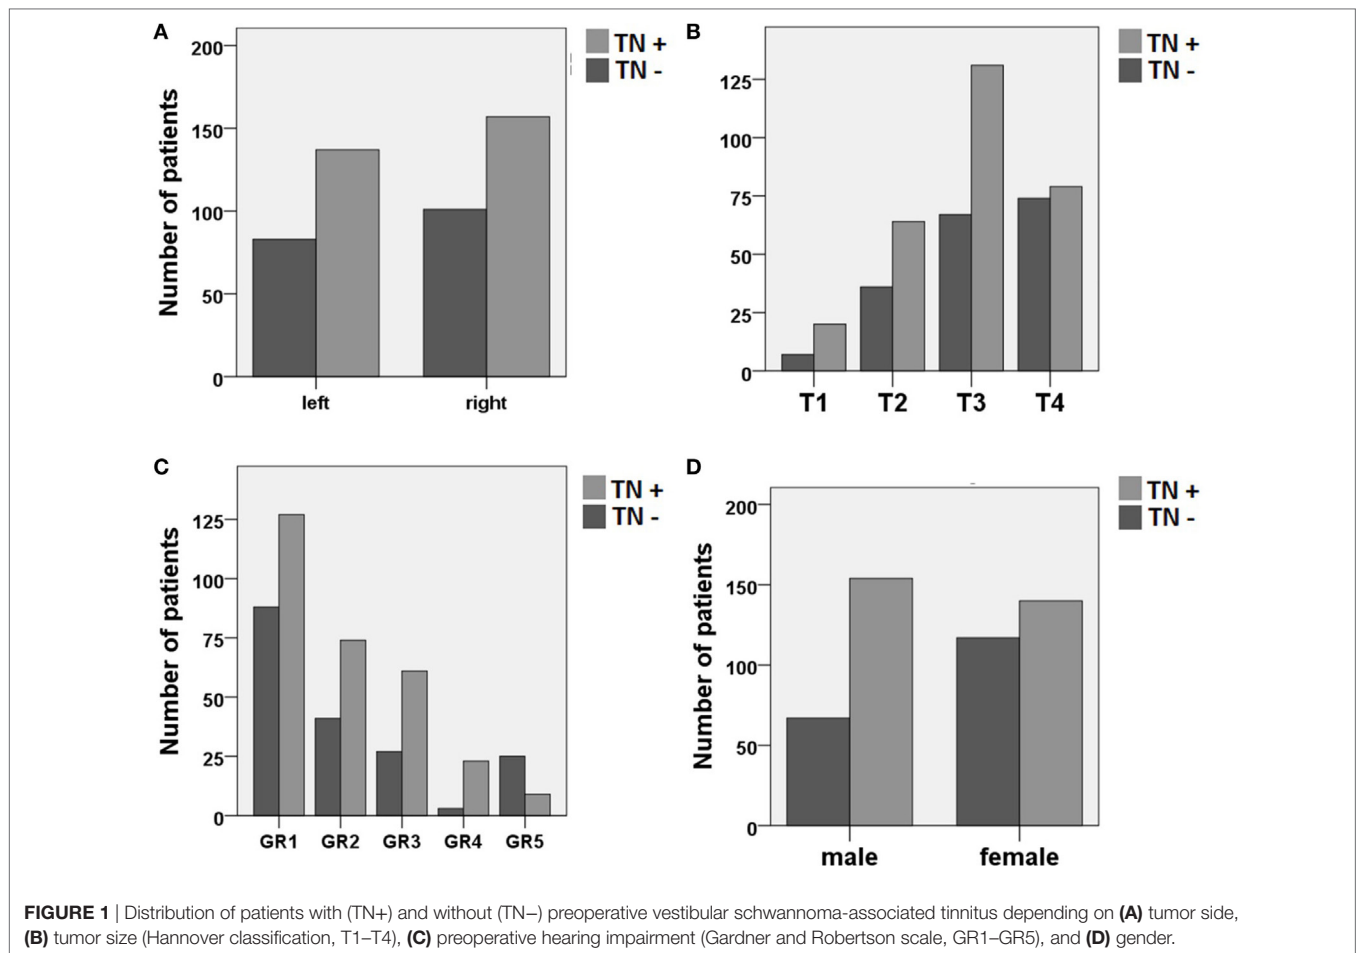 A
Number of patients
200
150
100
50
0
left right
TN +
TN -
B
125
100
75
50
25
0
T1 T2 T3 T4
TN +
TN -
C
Number of patients
125
100
75
50
25
0
GR1 GR2 GR3 GR4 GR5
TN +
TN -
D
Number of patients
200
150
100
50
0
male female
TN +
TN -
FIGURE 1 | Distribution of patients with (TN+) and without (TN−) preoperative vestibular schwannoma-associated tinnitus depending on (A) tumor side,
(B) tumor size (Hannover classification, T1–T4), (C) preoperative hearing impairment (Gardner and Robertson scale, GR1–GR5), and (D) gender.